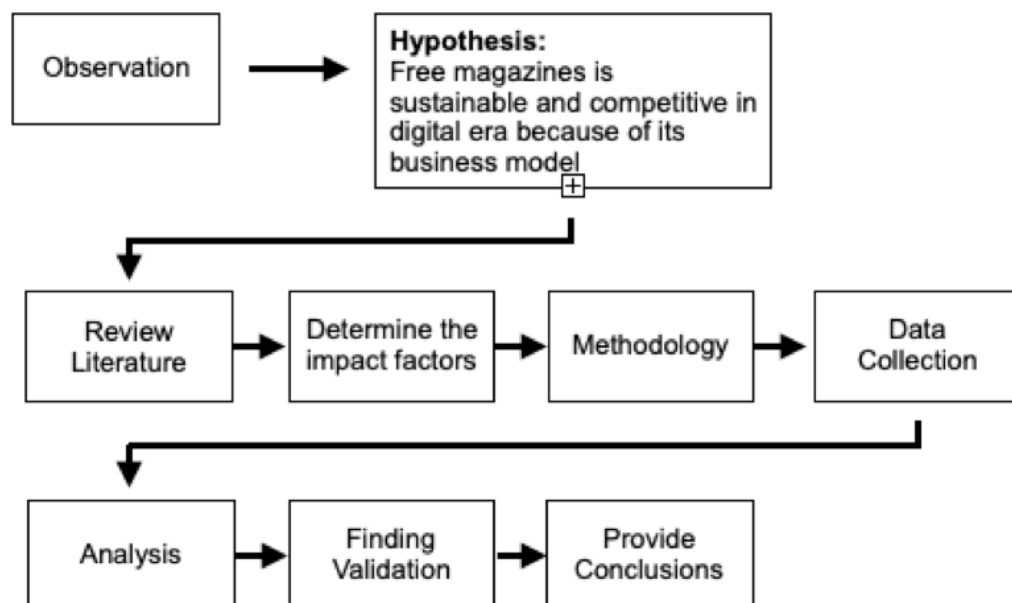 Observation
Hypothesis:
Free magazines is
sustainable and competitive in
digital era because of its
business model
Review
Literature
Determine the
impact factors
Methodology
Data
Collection
Analysis
Finding
Validation
Provide
Conclusions